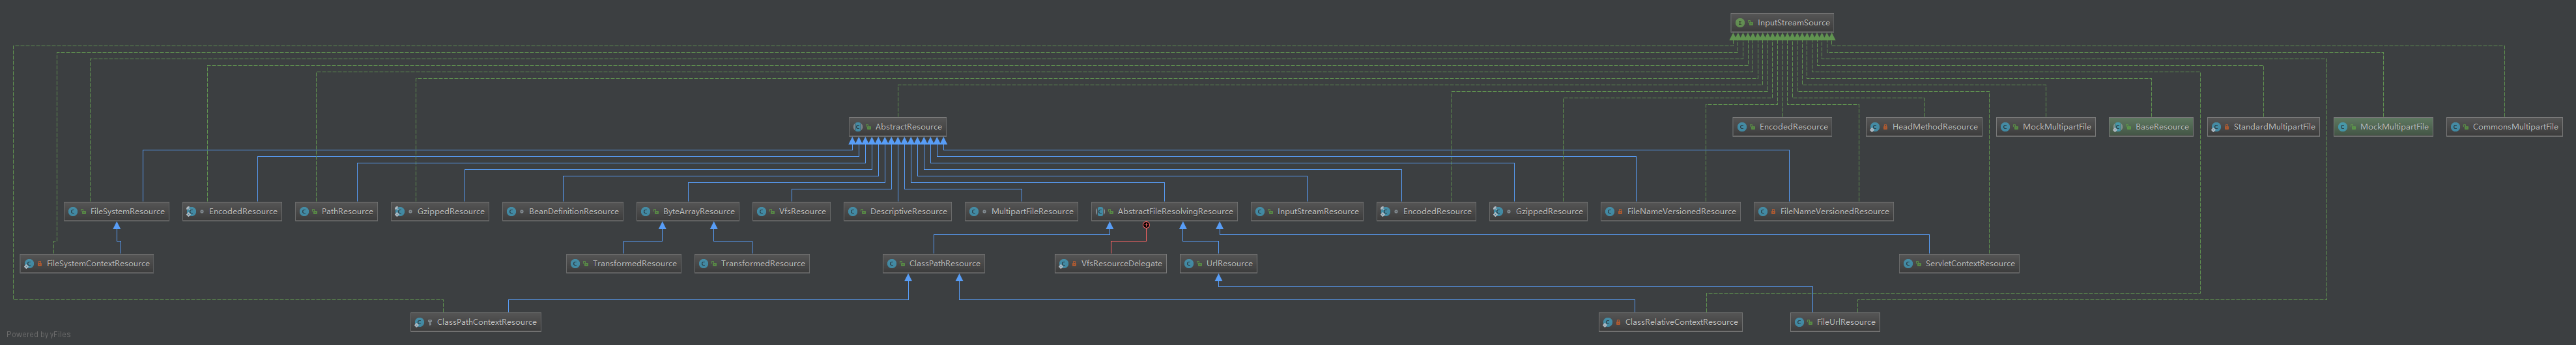 InputStreamSource
AbstractResource
EncodedResource
HeadMethodResource
MockMultipartFile
BaseResource
StandardMultipartFile
MockMultipartFile
CommonsMultipartFile
FileSystemResource
EncodedResource
PathResource
GzippedResource
BeanDefinitionResource
ByteArrayResource
VfsResource
DescriptiveResource
MultipartFileResource
AbstractFileResolvingResource
InputStreamResource
EncodedResource
GzippedResource
FileNameVersionedResource
FileNameVersionedResource
FileSystemContextResource
TransformedResource
TransformedResource
ClassPathResource
VfsResourceDelegate
UrlResource
ServletContextResource
ClassPathContextResource
ClassRelativeContextResource
FileUrlResource
Powered by yFiles